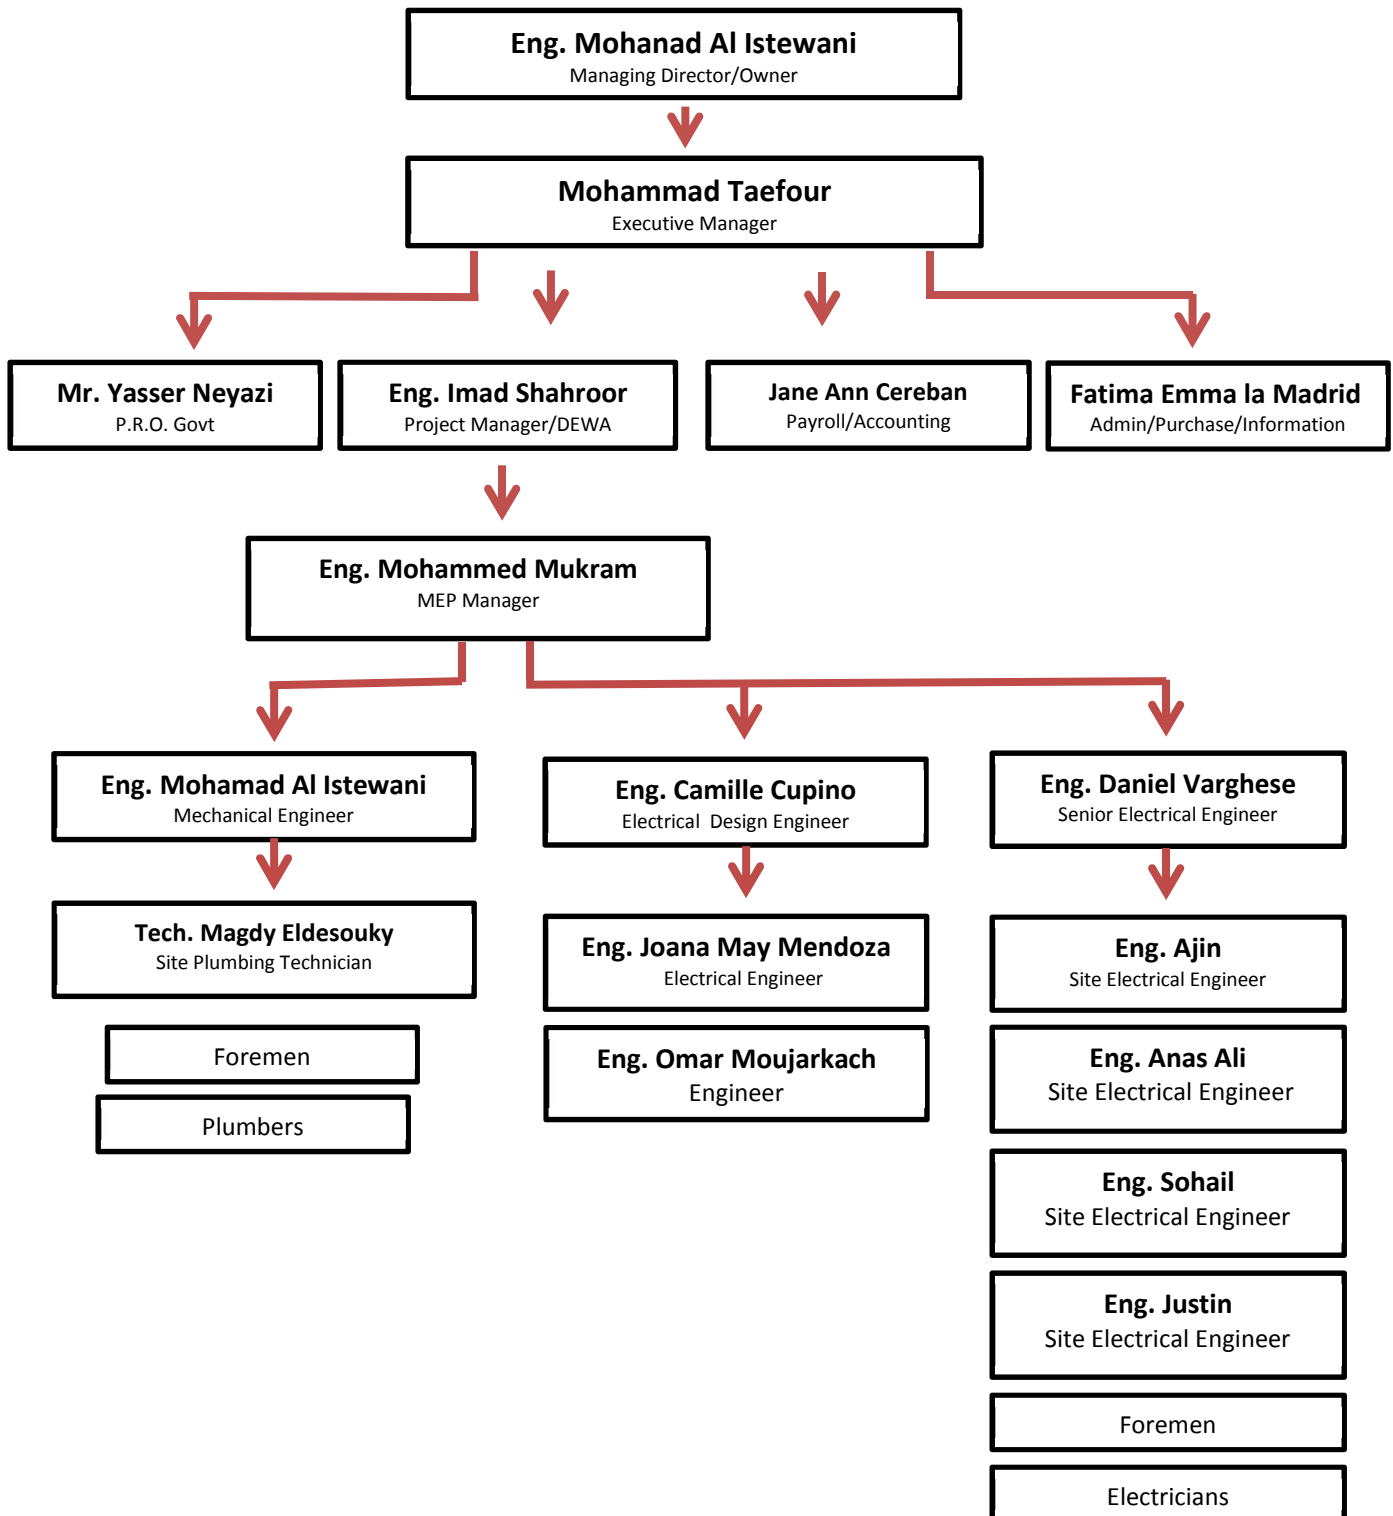 Eng. Mohanad Al Istewani
Managing Director/Owner
Mohammad Taefour
Executive Manager
Mr. Yasser Neyazi
P.R.O. Govt
Eng. Imad Shahroor
Project Manager/DEWA
Jane Ann Cereban
Payroll/Accounting
Fatima Emma la Madrid
Admin/Purchase/Information
Eng. Mohammed Mukram
MEP Manager
Eng. Mohamad Al Istewani
Mechanical Engineer
Eng. Camille Cupino
Electrical  Design Engineer
Eng. Daniel Varghese
Senior Electrical Engineer
Tech. Magdy Eldesouky
Site Plumbing Technician
Foremen
Plumbers
Eng. Joana May Mendoza
Electrical Engineer
Eng. Omar Moujarkach
Engineer
Eng. Ajin
Site Electrical Engineer
Eng. Anas Ali
Site Electrical Engineer
Eng. Sohail
Site Electrical Engineer
Eng. Justin
Site Electrical Engineer
Foremen
Electricians